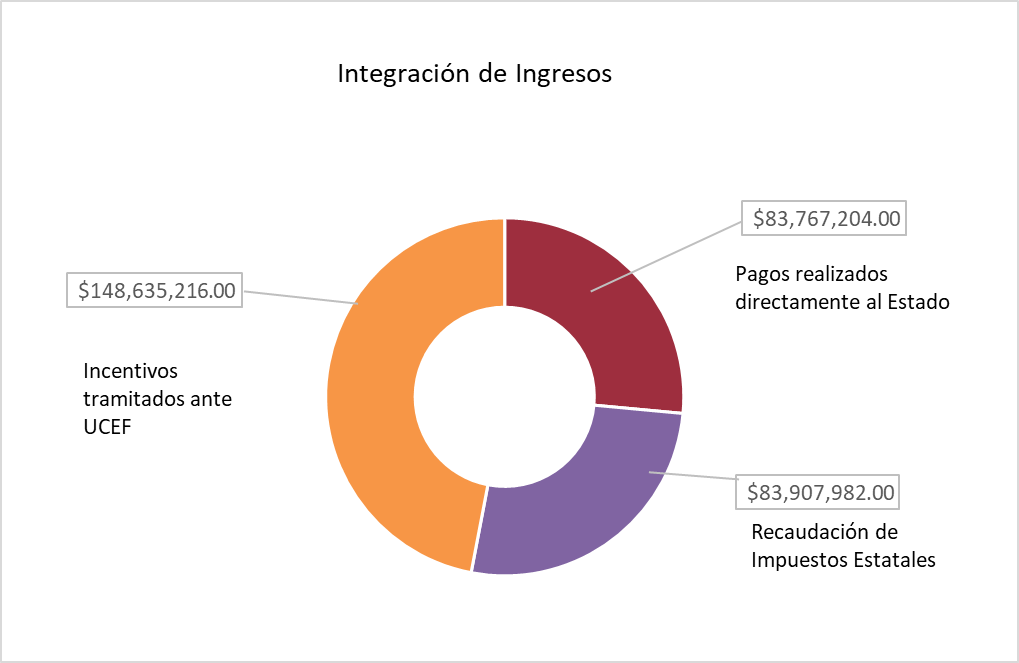 Integración de Ingresos
$83,767,204.00
Pagos realizados
directamente al Estado
$148,635,216.00
Incentivos
tramitados ante
UCEF
$83,907,982.00
Recaudación de
Impuestos Estatales